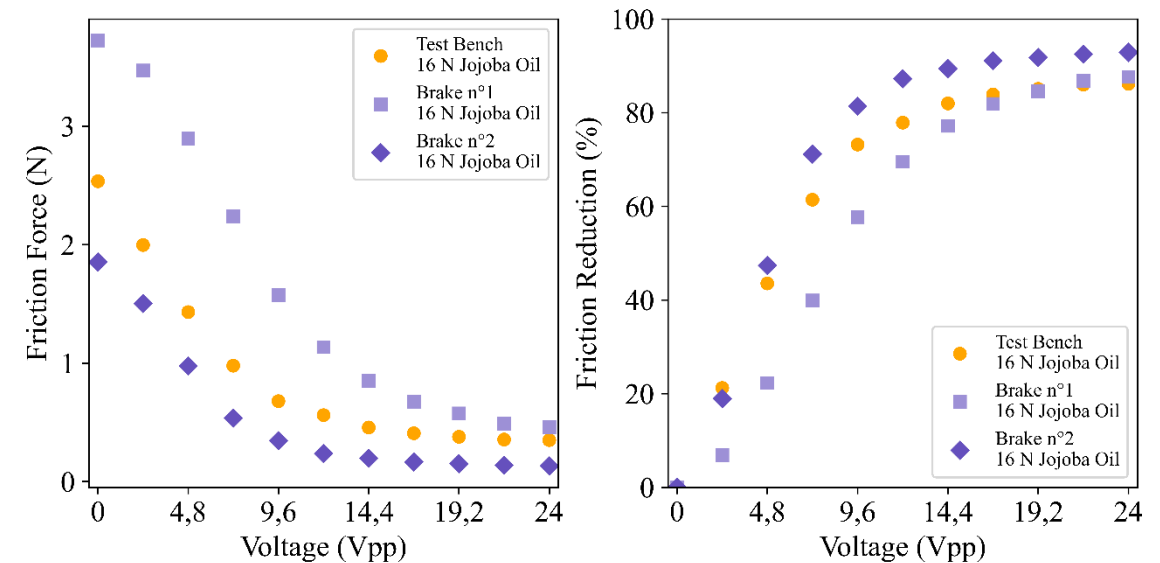 Friction Force (N)
3
2
1
0
Test Bench
16 N Jojoba Oil
Brake n°1
16 N Jojoba Oil
Brake n°2
16 N Jojoba Oil
0 4,8 9,6 14,4 19,2 24
Voltage (Vpp)
Friction Reduction (%)
100
80
60
40
20
0
Test Bench
16 N Jojoba Oil
Brake n°1
16 N Jojoba Oil
Brake n°2
16 N Jojoba Oil
0 4,8 9,6 14,4 19,2 24
Voltage (Vpp)